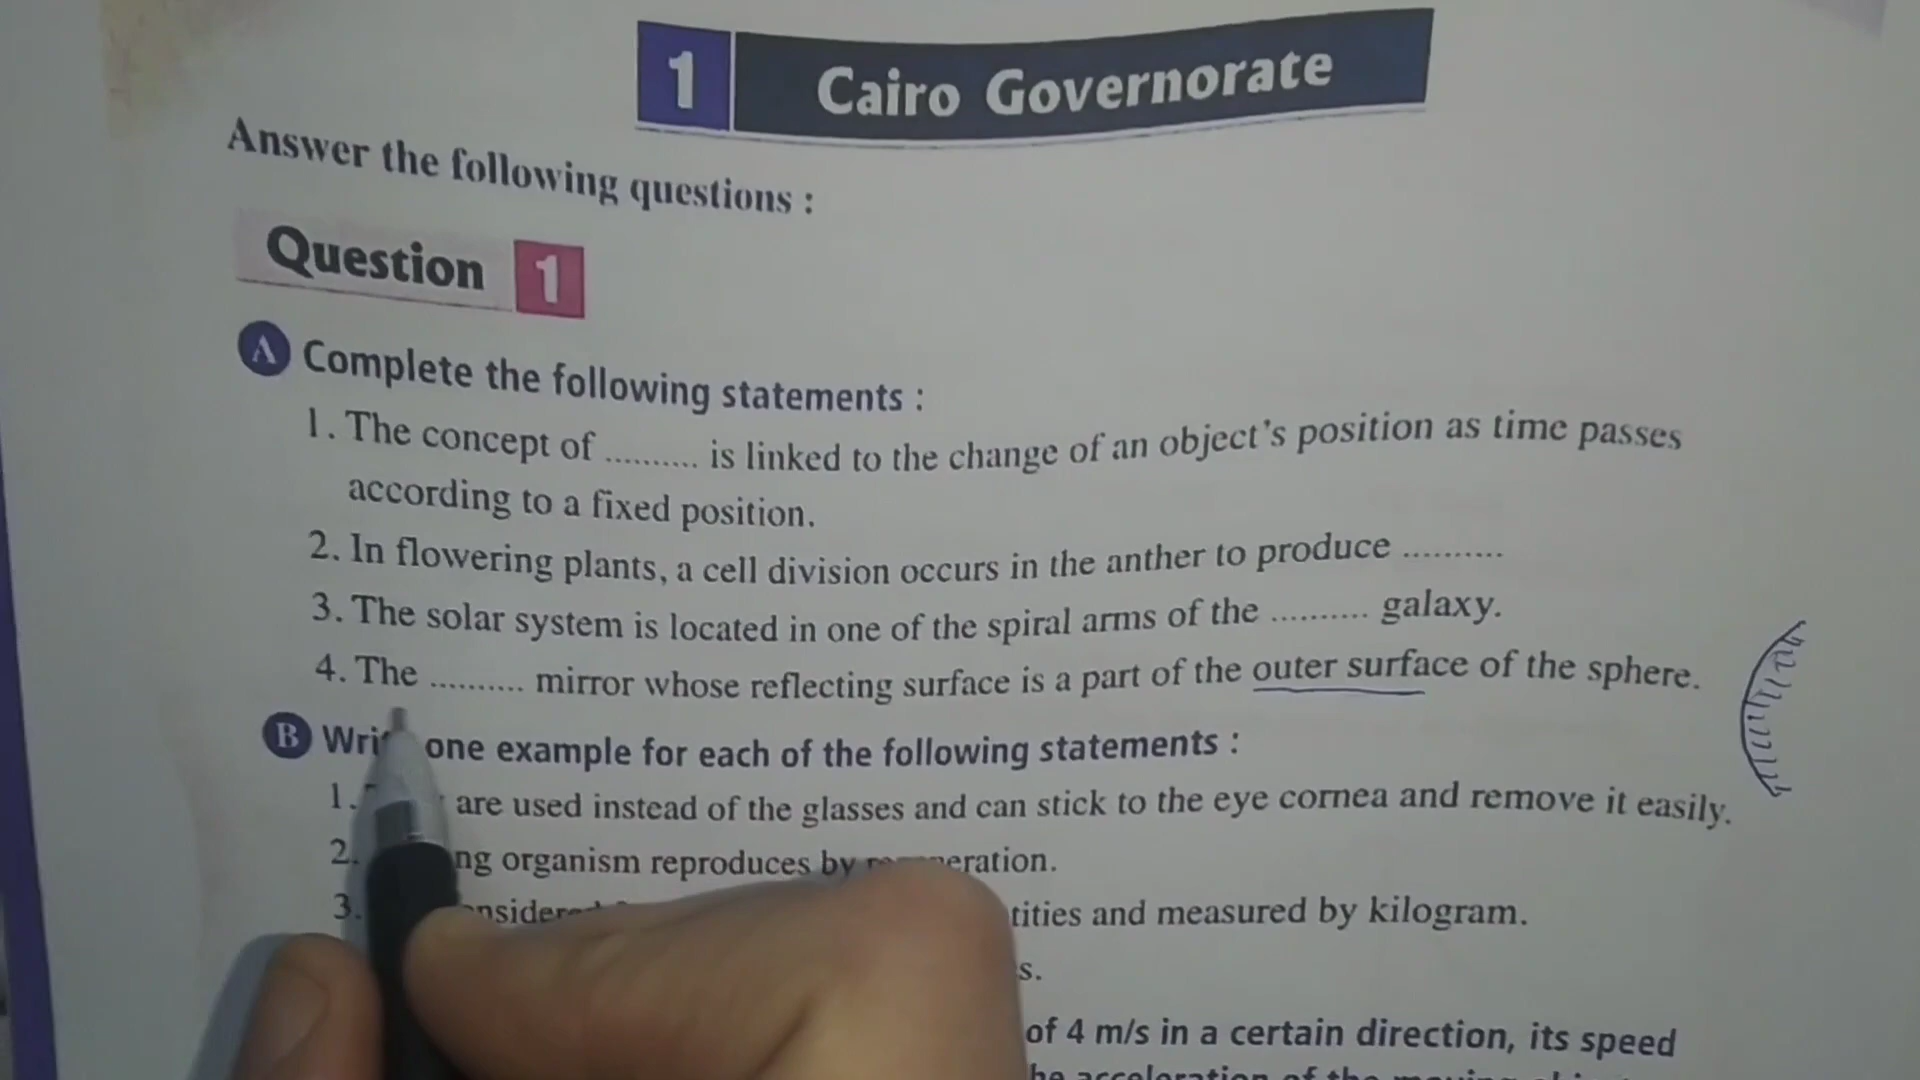 1 Cairo Governorate
Answer the following questions :
Question 1
A Complete the following statements :
1. The concept of .......... is linked to the change of an object's position as time passes
according to a fixed position.
2. In flowering plants, a cell division occurs in the anther to produce ..........
3. The solar system is located in one of the spiral arms of the .......... galaxy.
4. The .......... mirror whose reflecting surface is a part of the outer surface of the sphere.
B one example for each of the following statements :
1. are used instead of the glasses and can stick to the eye cornea and remove it easily.
2. organism reproduces by
3. and measured by kilogram.
of 4 m/s in a certain direction, its speed